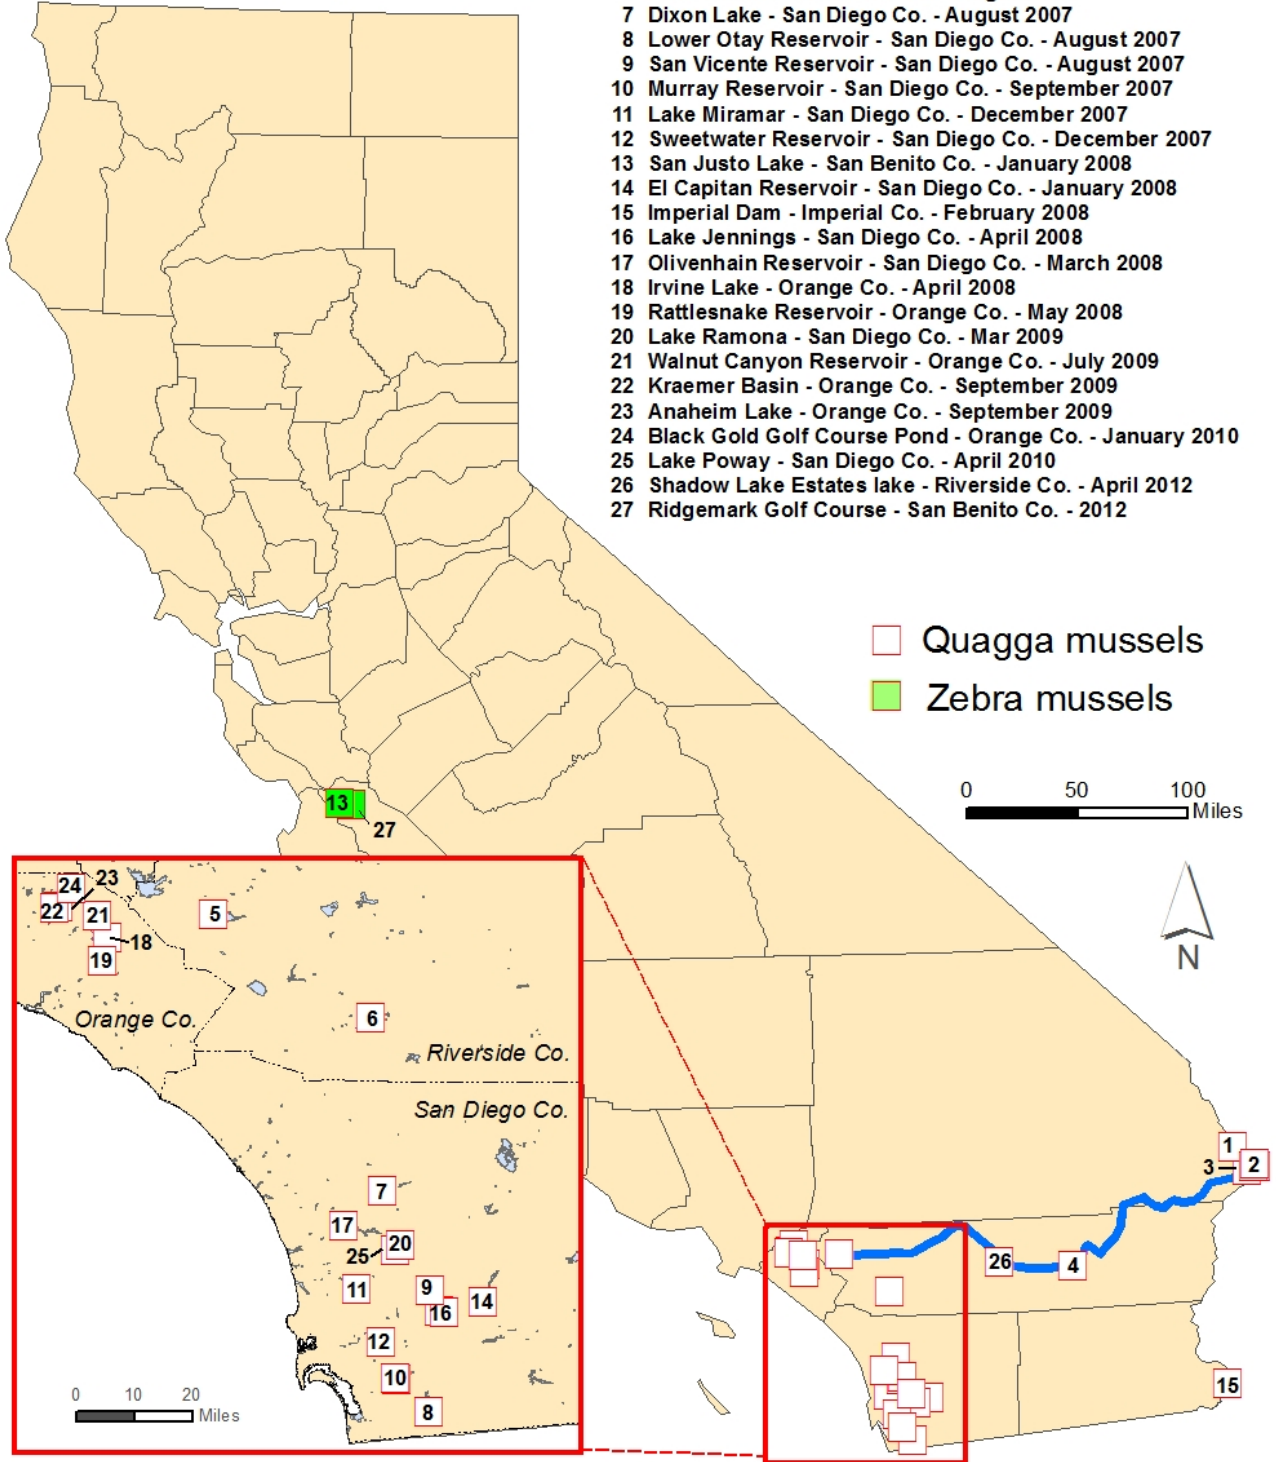 7 Dixon Lake - San Diego Co. - August 2007
8 Lower Otay Reservoir - San Diego Co. - August 2007
9 San Vicente Reservoir - San Diego Co. - August 2007
10 Murray Reservoir - San Diego Co. - September 2007
11 Lake Miramar - San Diego Co. - December 2007
12 Sweetwater Reservoir - San Diego Co. - December 2007
13 San Justo Lake - San Benito Co. - January 2008
14 El Capitan Reservoir - San Diego Co. - January 2008
15 Imperial Dam - Imperial Co. - February 2008
16 Lake Jennings - San Diego Co. - April 2008
17 Olivenhain Reservoir - San Diego Co. - March 2008
18 Irvine Lake - Orange Co. - April 2008
19 Rattlesnake Reservoir - Orange Co. - May 2008
20 Lake Ramona - San Diego Co. - Mar 2009
21 Walnut Canyon Reservoir - Orange Co. - July 2009
22 Kraemer Basin - Orange Co. - September 2009
23 Anaheim Lake - Orange Co. - September 2009
24 Black Gold Golf Course Pond - Orange Co. - January 2010
25 Lake Poway - San Diego Co. - April 2010
26 Shadow Lake Estates lake - Riverside Co. - April 2012
27 Ridgemark Golf Course - San Benito Co. - 2012
Quagga mussels
Zebra mussels
0 50 100
Miles
13
27
N
24 23
22 21
5
18
19
Orange Co.
6
Riverside Co.
San Diego Co.
7
17
25 20
11
9
16
14
12
10
8
0 10 20
Miles
1
3 2
26 4
15